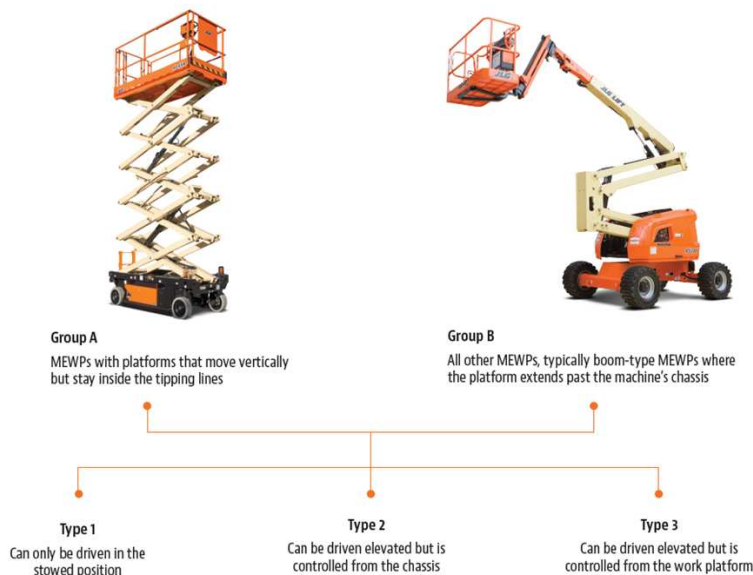 JLG
JLG LIFT
Group A
MEWPs with platforms that move vertically
but stay inside the tipping lines
Group B
All other MEWPs, typically boom-type MEWPs where
the platform extends past the machine's chassis
Type 1
Can only be driven in the
stowed position
Type 2
Can be driven elevated but is
controlled from the chassis
Type 3
Can be driven elevated but is
controlled from the work platform